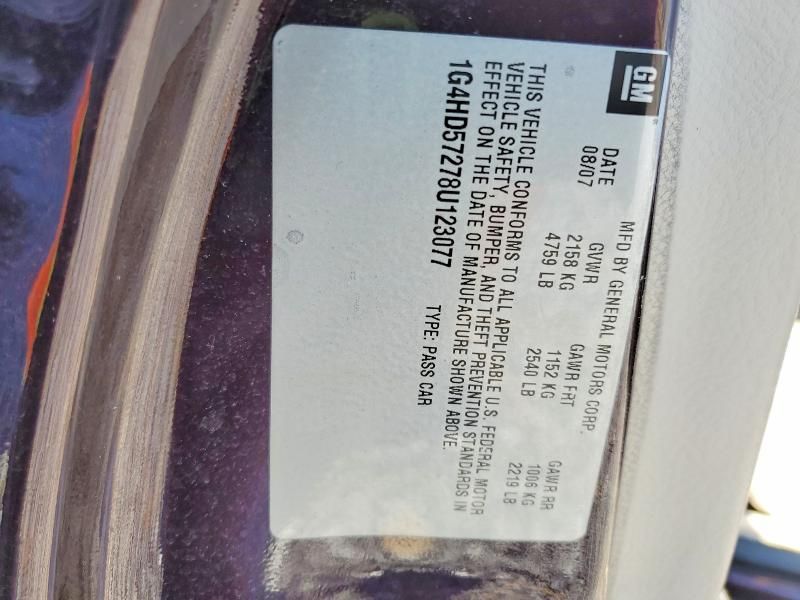 GM
MFD BY GENERAL MOTORS CORP.
DATE GVWR GAWR FRT GAWR RR
08/07 2158 KG 1152 KG 1006 KG
4759 LB 2540 LB 2219 LB
THIS VEHICLE CONFORMS TO ALL APPLICABLE U.S. FEDERAL MOTOR
VEHICLE SAFETY, BUMPER, AND THEFT PREVENTION STANDARDS IN
EFFECT ON THE DATE OF MANUFACTURE SHOWN ABOVE.
1G4HD57278U123077 TYPE: PASS CAR